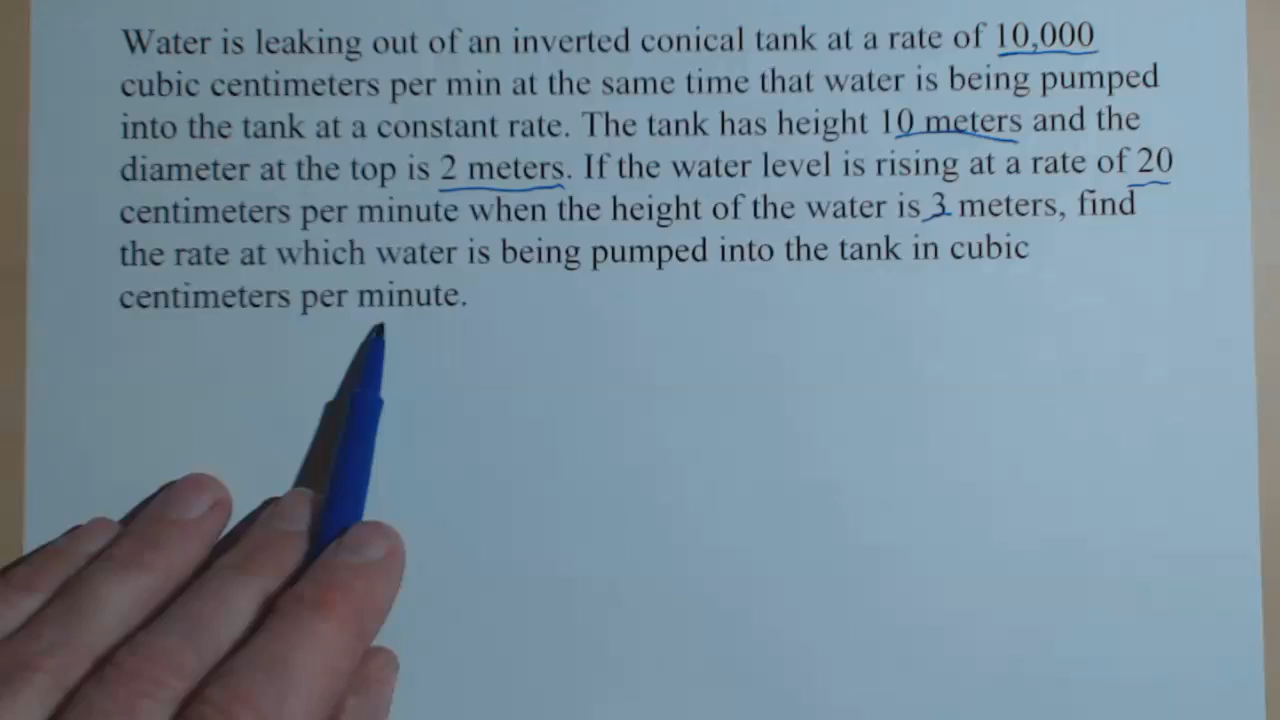 Water is leaking out of an inverted conical tank at a rate of 10,000
cubic centimeters per min at the same time that water is being pumped
into the tank at a constant rate. The tank has height 10 meters and the
diameter at the top is 2 meters. If the water level is rising at a rate of 20
centimeters per minute when the height of the water is 3 meters, find
the rate at which water is being pumped into the tank in cubic
centimeters per minute.